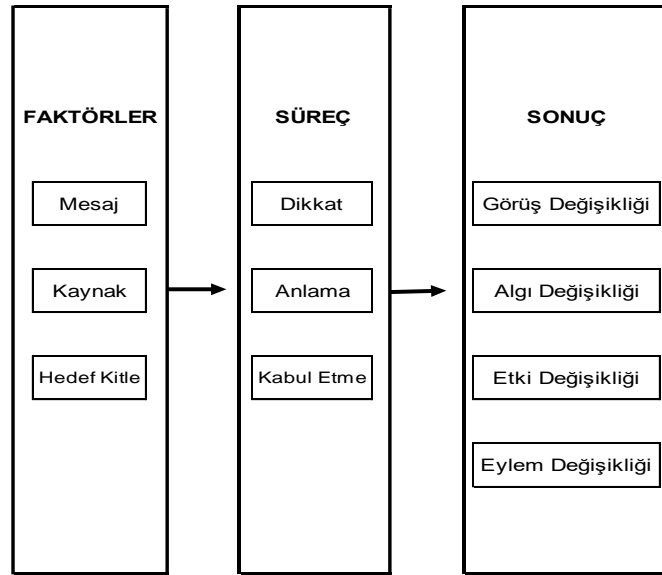 FAKTÖRLER
Mesaj
Kaynak
Hedef Kitle
SÜREÇ
Dikkat
Anlama
Kabul Etme
SONUÇ
Görüş Değişikliği
Algı Değişikliği
Etki Değişikliği
Eylem Değişikliği